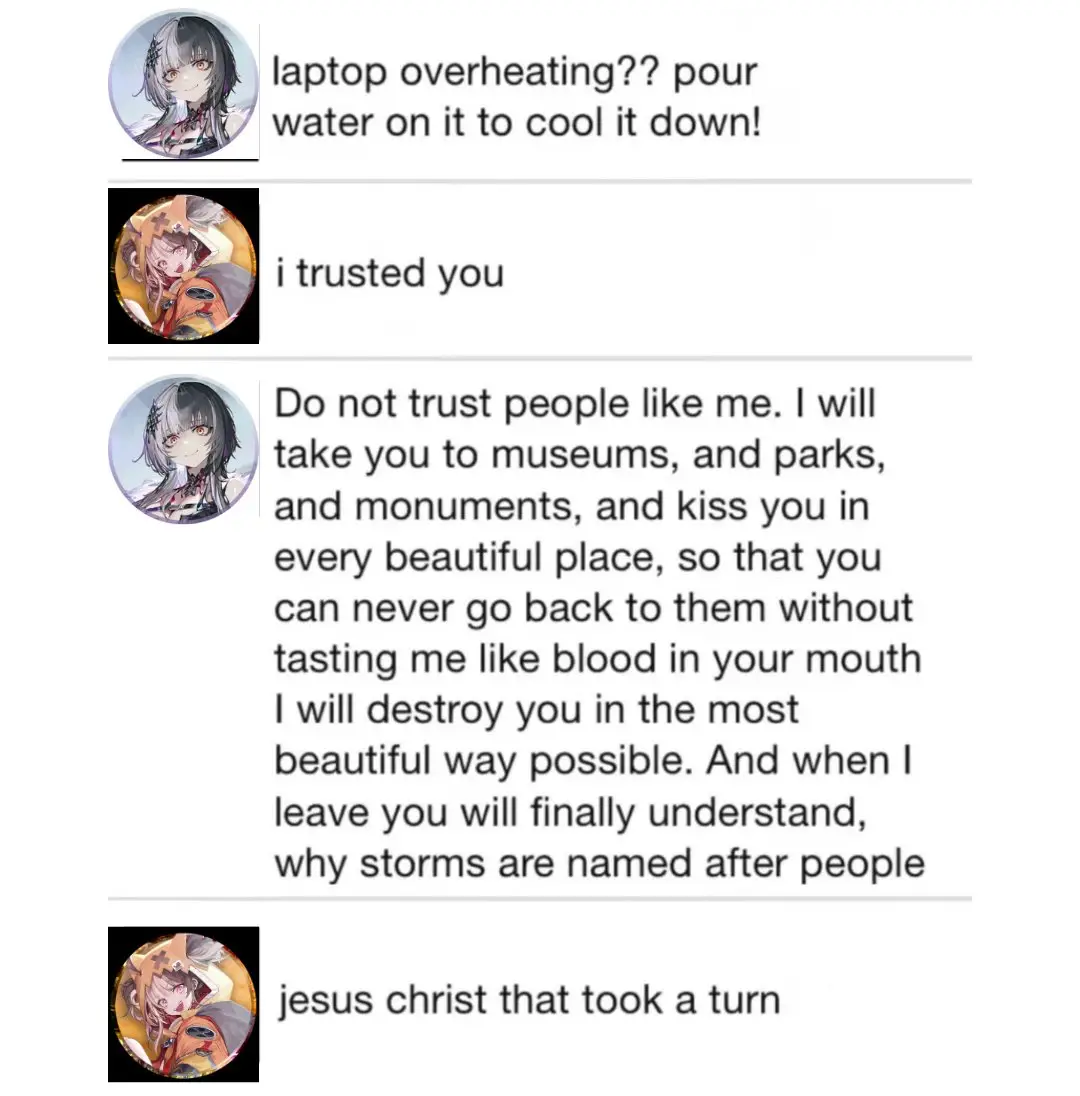 laptop overheating?? pour
water on it to cool it down!
i trusted you
Do not trust people like me. I will
take you to museums, and parks,
and monuments, and kiss you in
every beautiful place, so that you
can never go back to them without
tasting me like blood in your mouth
I will destroy you in the most
beautiful way possible. And when I
leave you will finally understand,
why storms are named after people
jesus christ that took a turn